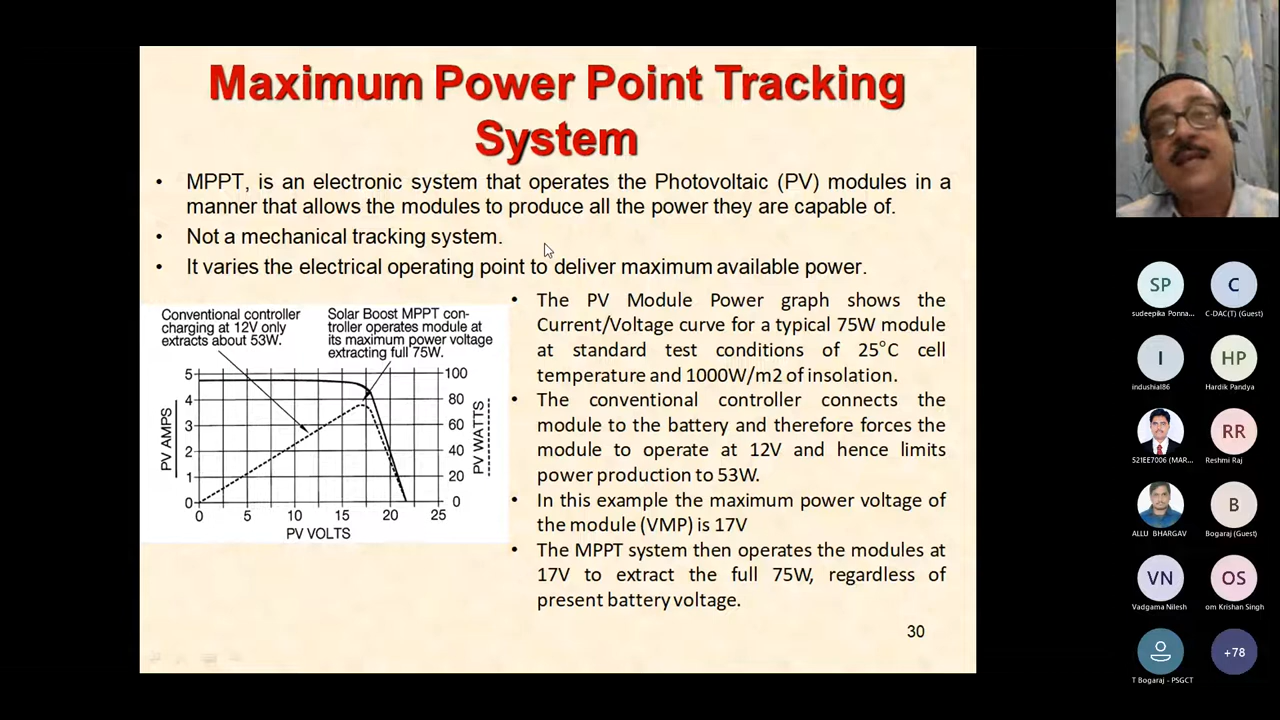 Maximum Power Point Tracking
System
• MPPT, is an electronic system that operates the Photovoltaic (PV) modules in a
manner that allows the modules to produce all the power they are capable of.
• Not a mechanical tracking system.
• It varies the electrical operating point to deliver maximum available power.
Conventional controller
charging at 12V only
extracts about 53W.
Solar Boost MPPT con-
troller operates module at
its maximum power voltage
extracting full 75W.
5
4
3
2
1
0
PV AMPS
100
80
60
40
20
0
PV WATTS
0 5 10 15 20 25
PV VOLTS
• The PV Module Power graph shows the
Current/Voltage curve for a typical 75W module
at standard test conditions of 25°C cell
temperature and 1000W/m2 of insolation.
• The conventional controller connects the
module to the battery and therefore forces the
module to operate at 12V and hence limits
power production to 53W.
• In this example the maximum power voltage of
the module (VMP) is 17V
• The MPPT system then operates the modules at
17V to extract the full 75W, regardless of
present battery voltage.
30
SP
sudeepika Ponna...
C
C-DAC(T) (Guest)
I
indushial86
HP
Hardik Pandya
S21EE7006 (MAR...
RR
Reshmi Raj
ALLU BHARGAV
B
Bogaraj (Guest)
VN
Vadgama Nilesh
OS
om Krishan Singh
T Bogaraj - PSGCT
+78